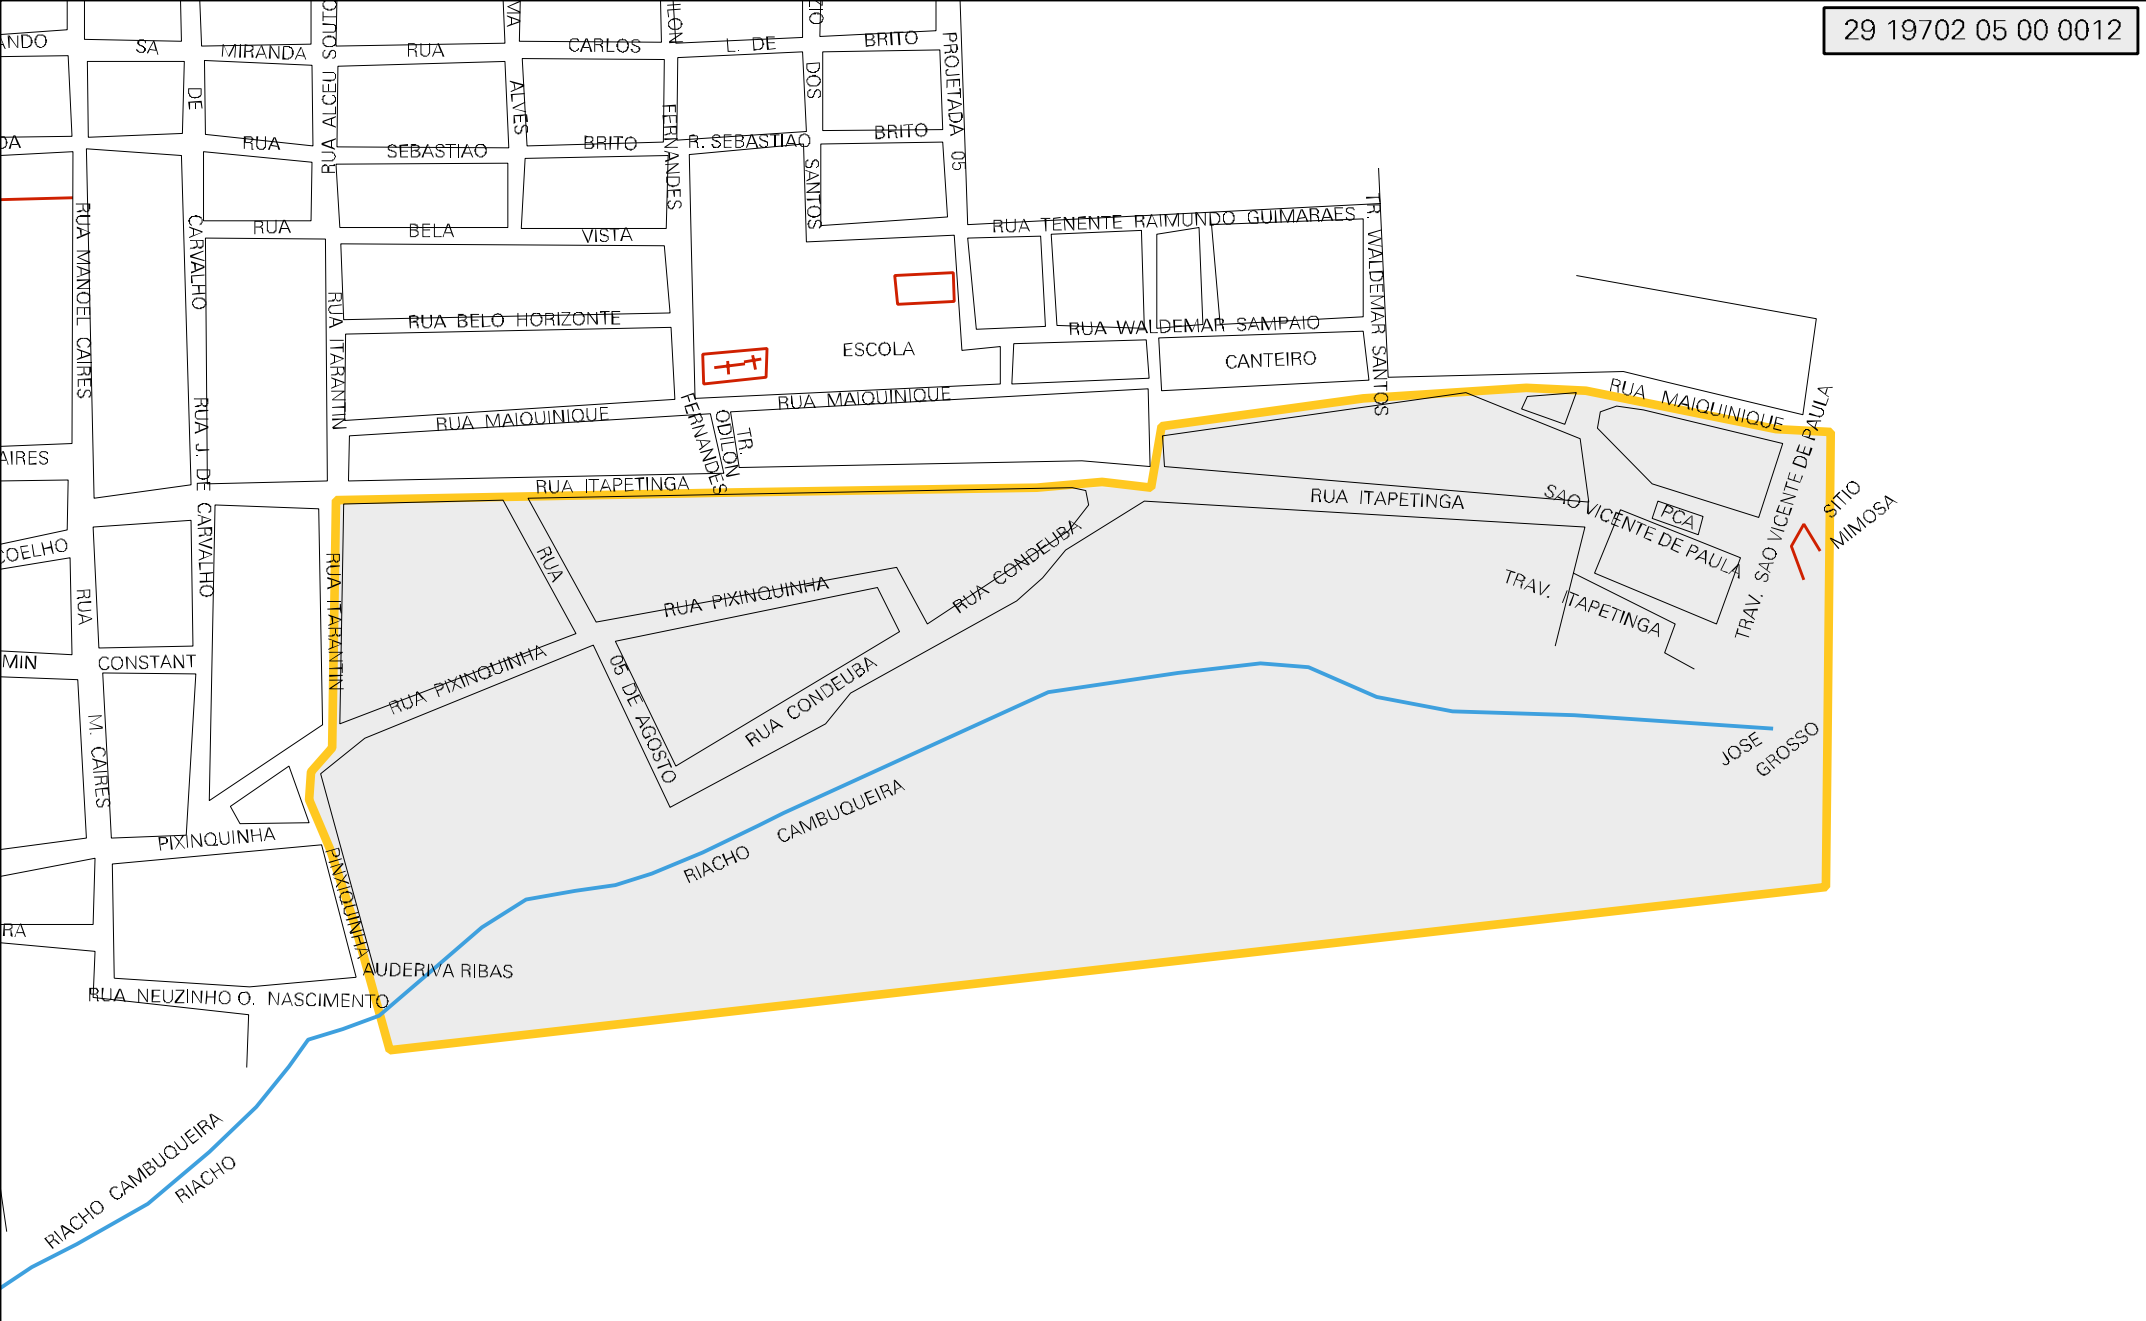 29 19702 05 00 0012
SA
MIRANDA
RUA ALCEU SOUTO
RUA
CARLOS
L. DE
BRITO
PROJETADA 05
DE
ALVES
FERNANDES
DOS
RUA
SEBASTIAO
BRITO
R. SEBASTIAO
BRITO
SANTOS
RUA MANOEL CAIRES
CARVALHO
RUA
BELA
VISTA
RUA TENENTE RAIMUNDO GUIMARAES
TR. WALDEMAR SANTOS
RUA ITARANTIN
RUA BELO HORIZONTE
RUA WALDEMAR SAMPAIO
ESCOLA
CANTEIRO
RUA MAIQUINIQUE
RUA MAIQUINIQUE
RUA MAIQUINIQUE
RUA J. DE CARVALHO
TR.
ODILON
FERNANDES
TRAV. SAO VICENTE DE PAULA
AIRES
RUA ITAPETINGA
RUA ITAPETINGA
SAO VICENTE DE PAULA
PCA
SITIO
MIMOSA
COELHO
RUA
RUA ITARANTIN
RUA
RUA PIXINQUINHA
RUA CONDEUBA
TRAV. ITAPETINGA
MIN
CONSTANT
RUA PIXINQUINHA
05 DE AGOSTO
RUA CONDEUBA
M. CAIRES
JOSE
GROSSO
PIXINQUINHA
RIACHO CAMBUQUEIRA
PINXIQUINHA
RA
AUDERIVA RIBAS
RUA NEUZINHO O. NASCIMENTO
RIACHO CAMBUQUEIRA
RIACHO